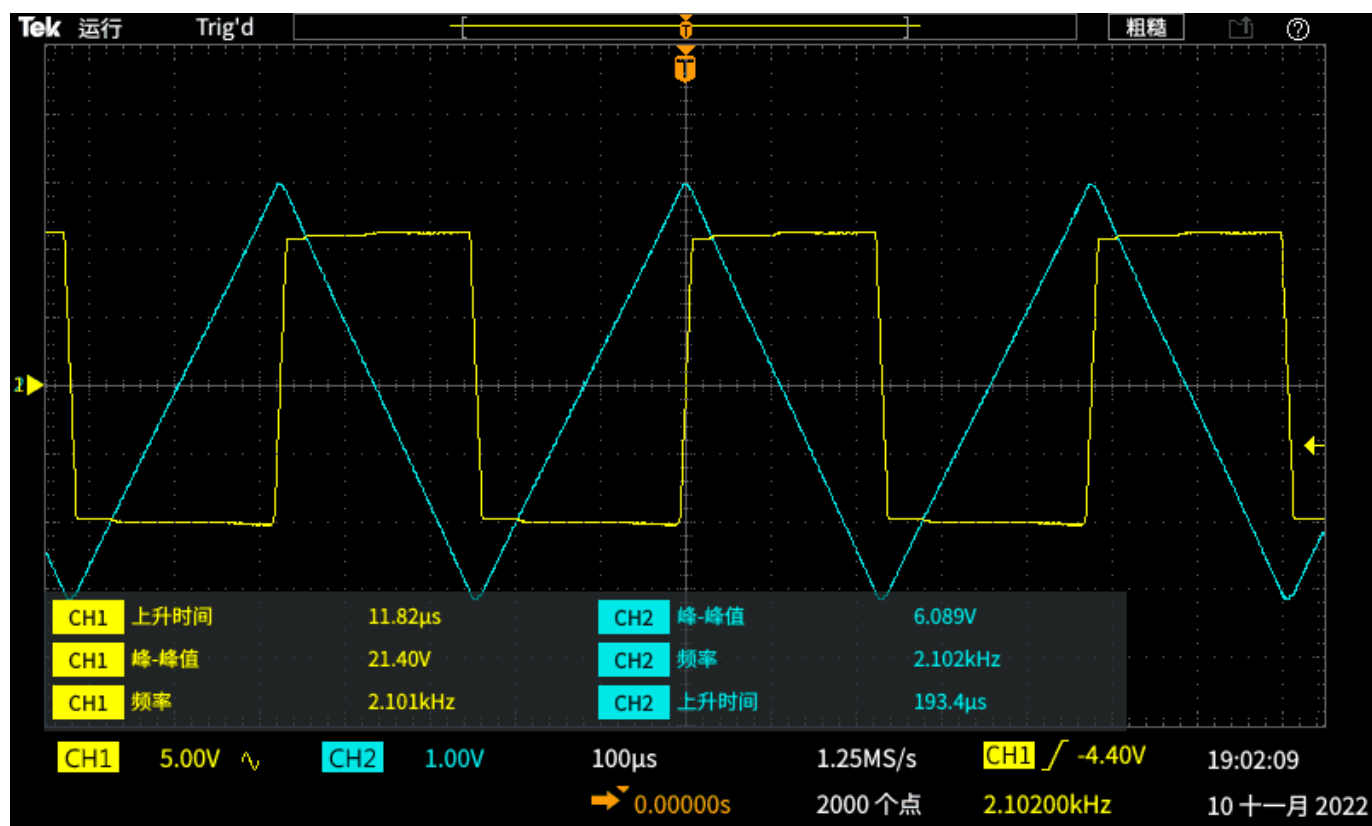 Tek 运行 Trig'd 粗糙 ?
T
T
2
CH1 上升时间 11.82μs CH2 峰-峰值 6.089V
CH1 峰-峰值 21.40V CH2 频率 2.102kHz
CH1 频率 2.101kHz CH2 上升时间 193.4μs
CH1 5.00V CH2 1.00V 100μs 1.25MS/s CH1 -4.40V 19:02:09
0.00000s 2000 个点 2.10200kHz 10 十一月 2022